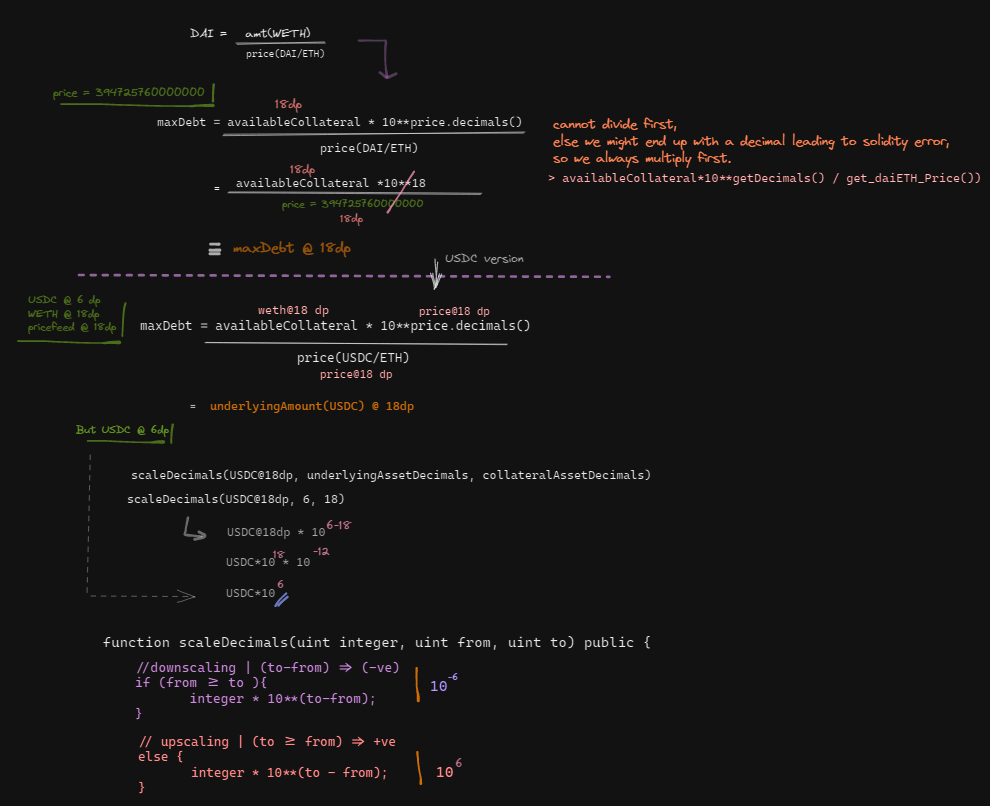 DAI = amt(WETH)
price(DAI/ETH)
price = 394725760000000
18dp
maxDebt = availableCollateral * 10**price.decimals()
price(DAI/ETH)
cannot divide first,
else we might end up with a decimal leading to solidity error,
so we always multiply first.
> availableCollateral*10**getDecimals() / get_daiETH_Price())
18dp
= availableCollateral *10**18
price = 394725760000000
18dp
≡ maxDebt @ 18dp
USDC version
USDC @ 6 dp
WETH @ 18dp
pricefeed @ 18dp
weth@18 dp price@18 dp
maxDebt = availableCollateral * 10**price.decimals()
price(USDC/ETH)
price@18 dp
= underlyingAmount(USDC) @ 18dp
But USDC @ 6dp
scaleDecimals(USDC@18dp, underlyingAssetDecimals, collateralAssetDecimals)
scaleDecimals(USDC@18dp, 6, 18)
USDC@18dp * 10 6-18
USDC*10 18 * 10 -12
USDC*10 6
function scaleDecimals(uint integer, uint from, uint to) public {
//downscaling | (to-from) => (-ve)
if (from ≥ to ){
integer * 10**(to-from);
}
10 -6
// upscaling | (to ≥ from) => +ve
else {
integer * 10**(to - from);
}
10 6